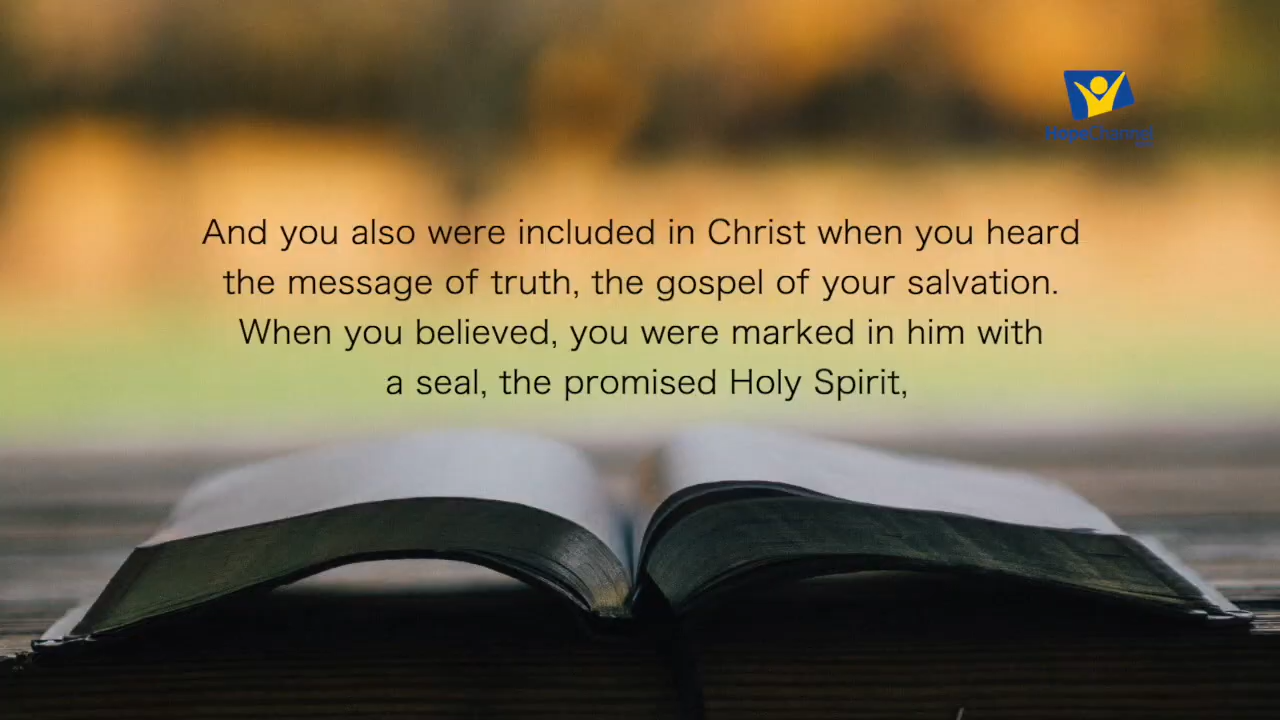 HopeChannel
And you also were included in Christ when you heard
the message of truth, the gospel of your salvation.
When you believed, you were marked in him with
a seal, the promised Holy Spirit,